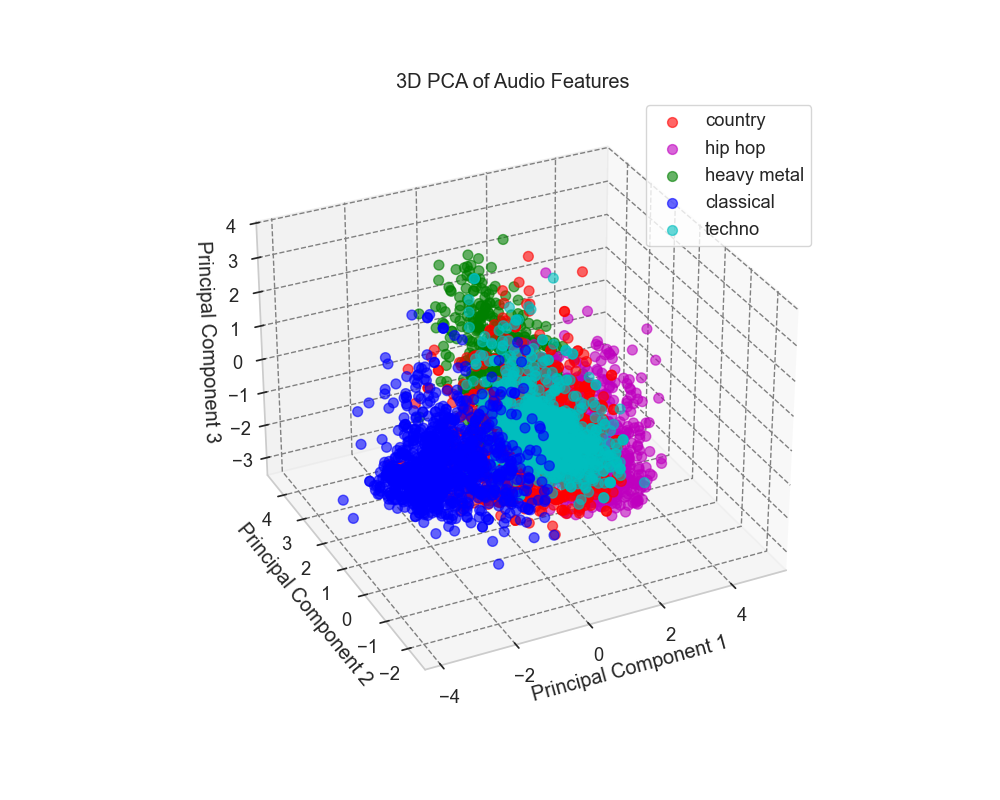 3D PCA of Audio Features
country
hip hop
heavy metal
classical
techno
4
3
2
1
0
−1
−2
−3
Principal Component 3
4
3
2
1
0
−1
−2
Principal Component 2
−4
−2
0
2
4
Principal Component 1